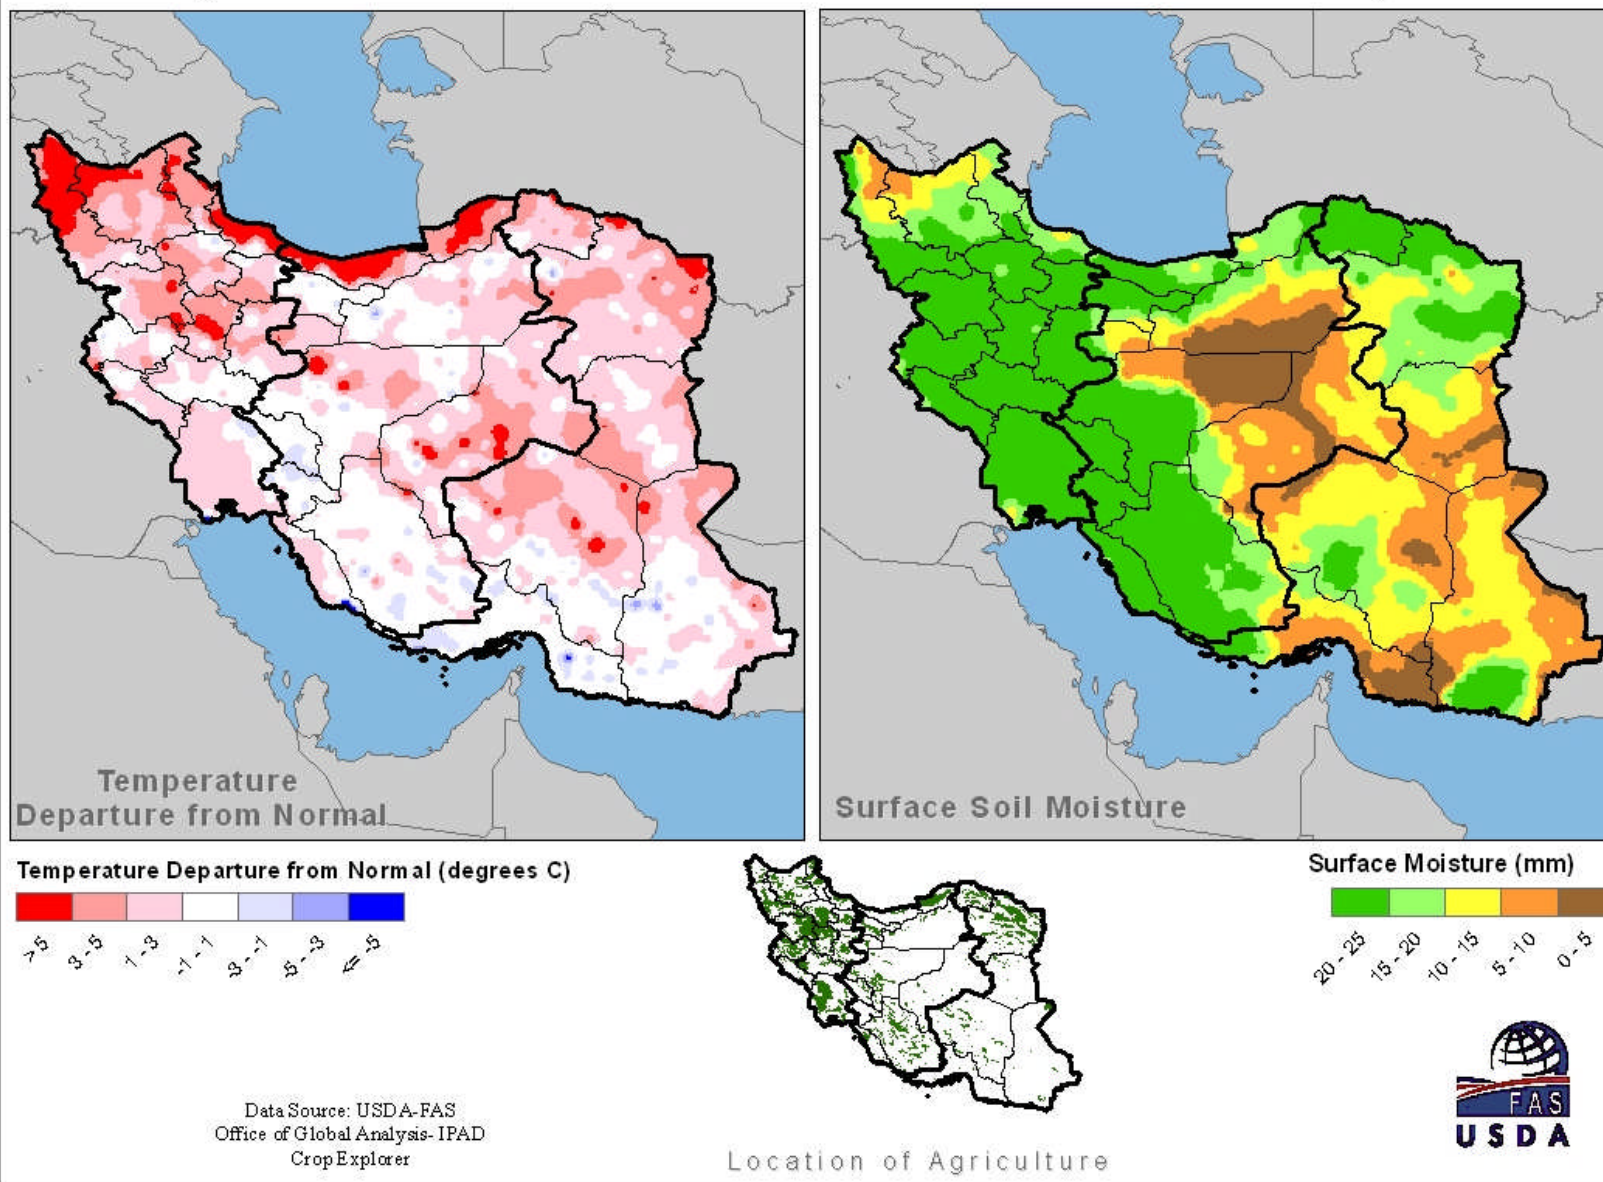 Temperature
Departure from Normal
Surface Soil Moisture
Temperature Departure from Normal (degrees C)
> 5
3 - 5
1 - 3
-1 - 1
-3 - -1
-5 - -3
<= -5
Surface Moisture (mm)
20 - 25
15 - 20
10 - 15
5 - 10
0 - 5
Data Source: USDA-FAS
Office of Global Analysis- IPAD
Crop Explorer
Location of Agriculture
FAS
USDA